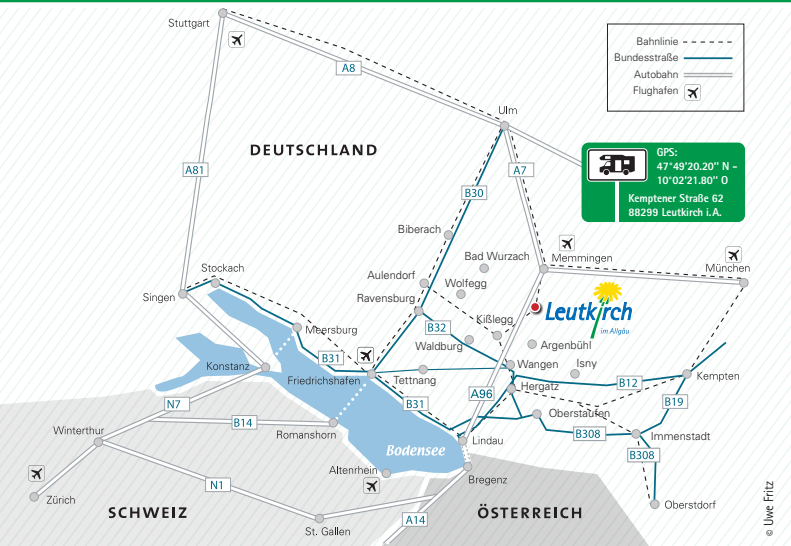 Stuttgart
A8
Bahnlinie
Bundesstraße
Autobahn
Flughafen
Ulm
DEUTSCHLAND
A81
A7
B30
GPS:
47°49'20.20'' N -
10°02'21.80'' O
Kemptener Straße 62
88299 Leutkirch i.A.
Biberach
Bad Wurzach
Memmingen
München
Stockach
Aulendorf
Wolfegg
Singen
Ravensburg
Leutkirch
im Allgäu
Meersburg
B32
Kißlegg
Waldburg
Argenbühl
B31
Konstanz
Friedrichshafen
Tettnang
Wangen
Isny
Hergatz
B12
Kempten
N7
B31
A96
B19
B14
Oberstaufen
Winterthur
Romanshorn
Bodensee
Lindau
B308
Immenstadt
B308
Altenrhein
Bregenz
Zürich
N1
Oberstdorf
SCHWEIZ
St. Gallen
A14
ÖSTERREICH
© Uwe Fritz